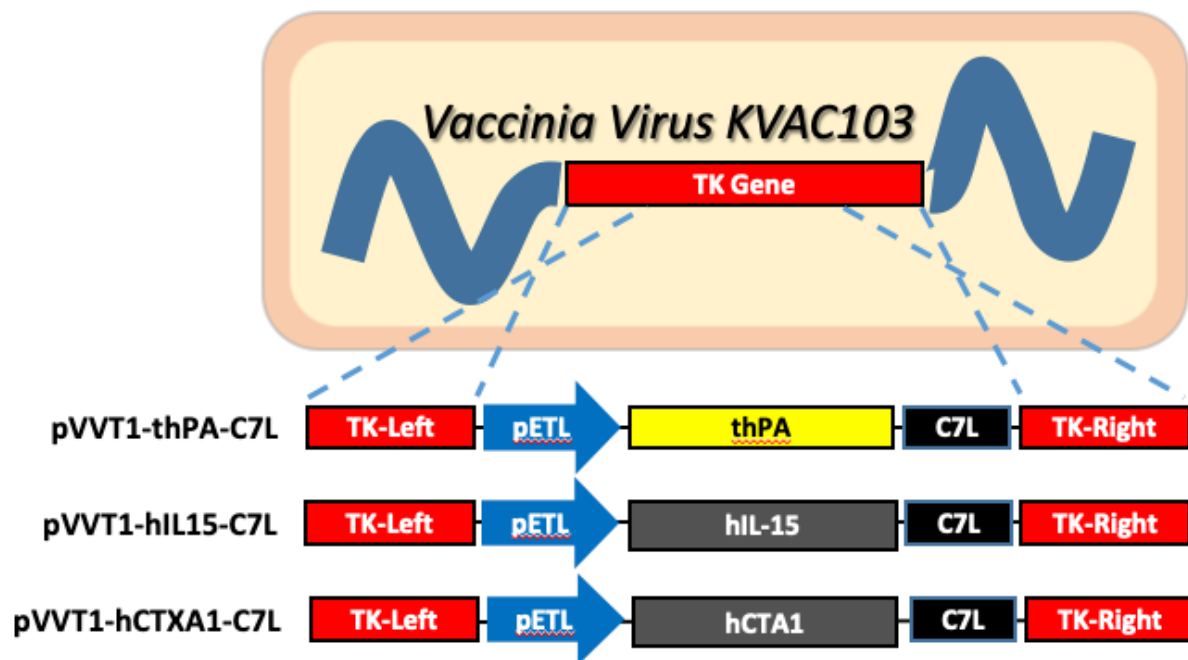 Vaccinia Virus KVAC103
TK Gene
pVVT1-thPA-C7L TK-Left pETL thPA C7L TK-Right
pVVT1-hIL15-C7L TK-Left pETL hIL-15 C7L TK-Right
pVVT1-hCTXA1-C7L TK-Left pETL hCTA1 C7L TK-Right